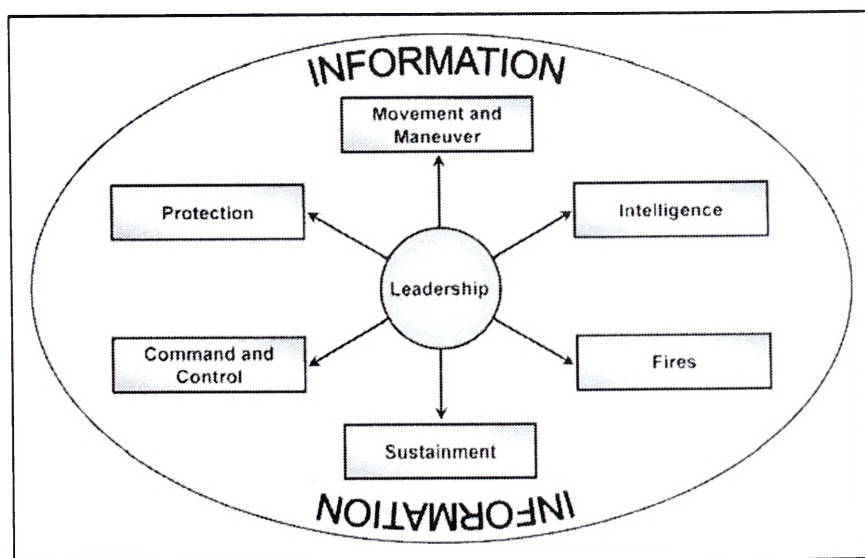 INFORMATION
Movement and
Maneuver
Protection
Intelligence
Leadership
Command and
Control
Fires
Sustainment
INFORMATION